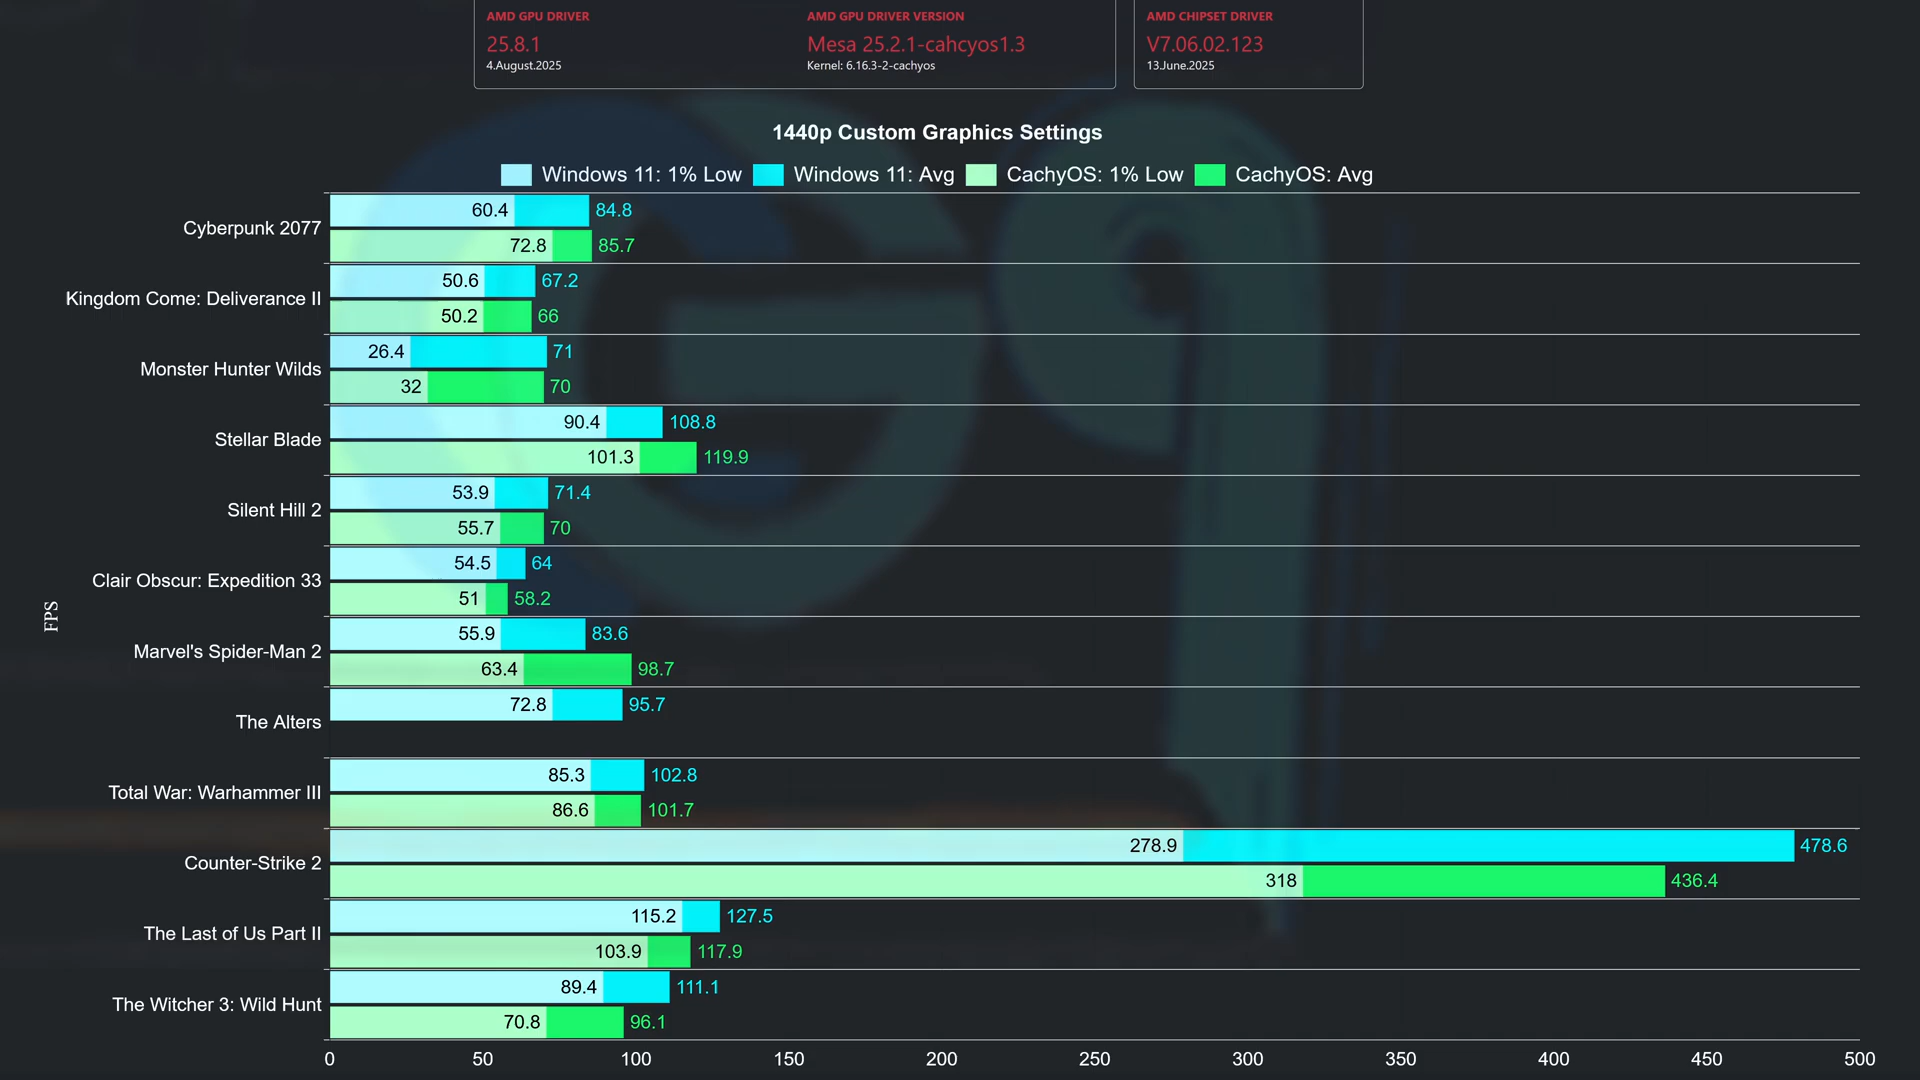 AMD GPU DRIVER AMD GPU DRIVER VERSION AMD CHIPSET DRIVER
25.8.1 Mesa 25.2.1-cahcyos1.3 V7.06.02.123
4.August.2025 Kernel: 6.16.3-2-cachyos 13.June.2025
1440p Custom Graphics Settings
Windows 11: 1% Low Windows 11: Avg CachyOS: 1% Low CachyOS: Avg
60.4 84.8
Cyberpunk 2077
72.8 85.7
50.6 67.2
Kingdom Come: Deliverance II
50.2 66
26.4 71
Monster Hunter Wilds
32 70
90.4 108.8
Stellar Blade
101.3 119.9
53.9 71.4
Silent Hill 2
55.7 70
54.5 64
Clair Obscur: Expedition 33
51 58.2
FPS
55.9 83.6
Marvel's Spider-Man 2
63.4 98.7
72.8 95.7
The Alters
85.3 102.8
Total War: Warhammer III
86.6 101.7
278.9 478.6
Counter-Strike 2
318 436.4
115.2 127.5
The Last of Us Part II
103.9 117.9
89.4 111.1
The Witcher 3: Wild Hunt
70.8 96.1
0 50 100 150 200 250 300 350 400 450 500